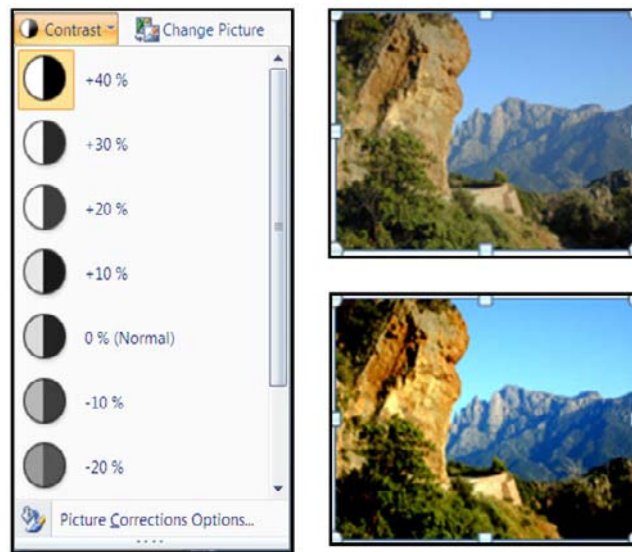 Contrast Change Picture
+40 %
+30 %
+20 %
+10 %
0 % (Normal)
-10 %
-20 %
Picture Corrections Options...